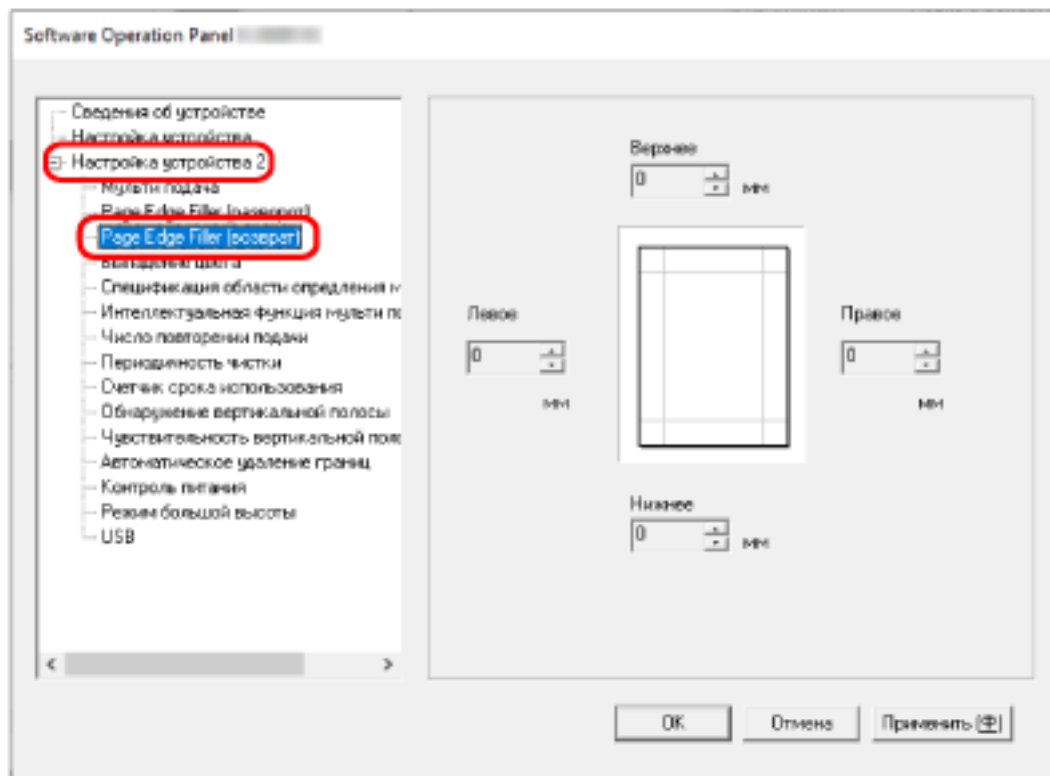 Software Operation Panel
Сведения об устройстве
Настройка устройства
Настройка устройства 2
Мульти подача
Page Edge Filler (разворот)
Page Edge Filler (возврат)
Выпадение цвета
Спецификация области опредления м
Интеллектуальная функция мульти по
Число повторении подачи
Периодичность чистки
Счетчик срока использования
Обнаружение вертикальной полосы
Чувствительность вертикальной поло
Автоматическое удаление границ
Контроль питания
Режим большой высоты
USB
Верхнее
0 мм
Левое
0
мм
Правое
0
мм
Нижнее
0 мм
OK Отмена Применить (Ф)